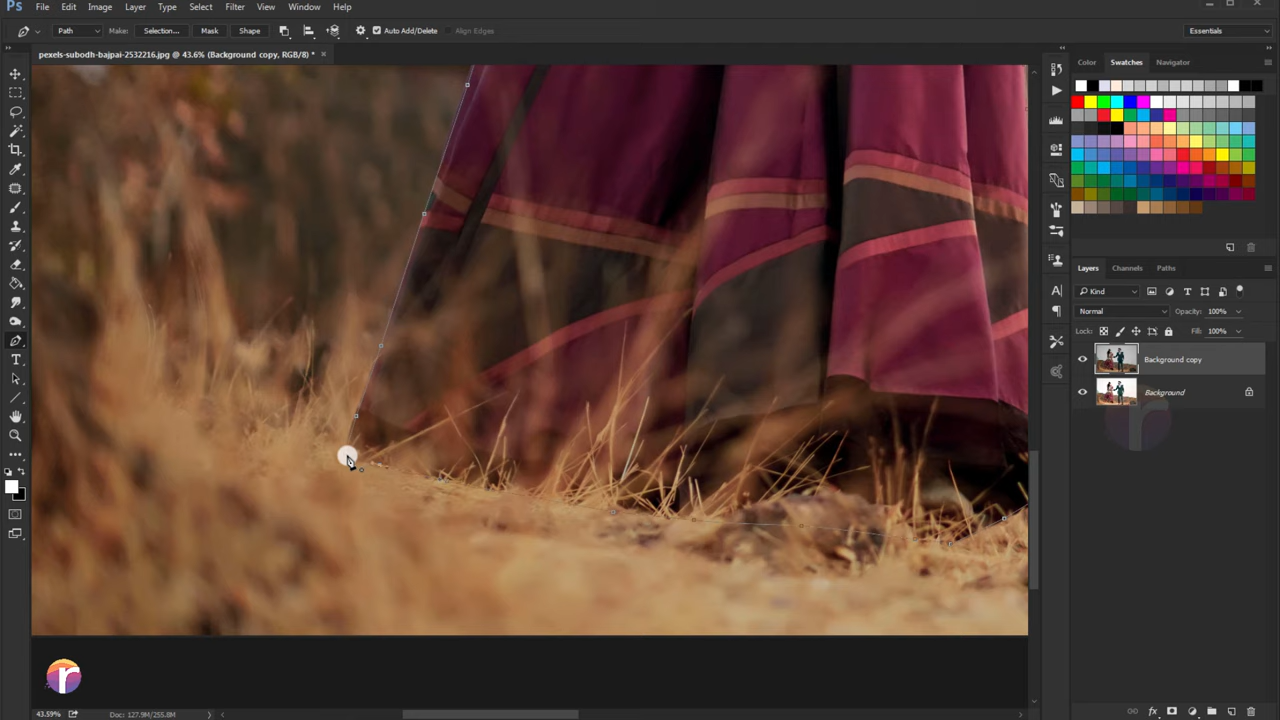 Ps File Edit Image Layer Type Select Filter View Window Help
Path Make: Selection... Mask Shape Auto Add/Delete Align Edges Essentials
pexels-subodh-bajpai-2532216.jpg @ 43.6% (Background copy, RGB/8) * ×
Color Swatches Navigator
Layers Channels Paths
Kind
Normal Opacity: 100%
Lock: Fill: 100%
Background copy
Background
r
43.59% Doc: 127.9M/255.8M